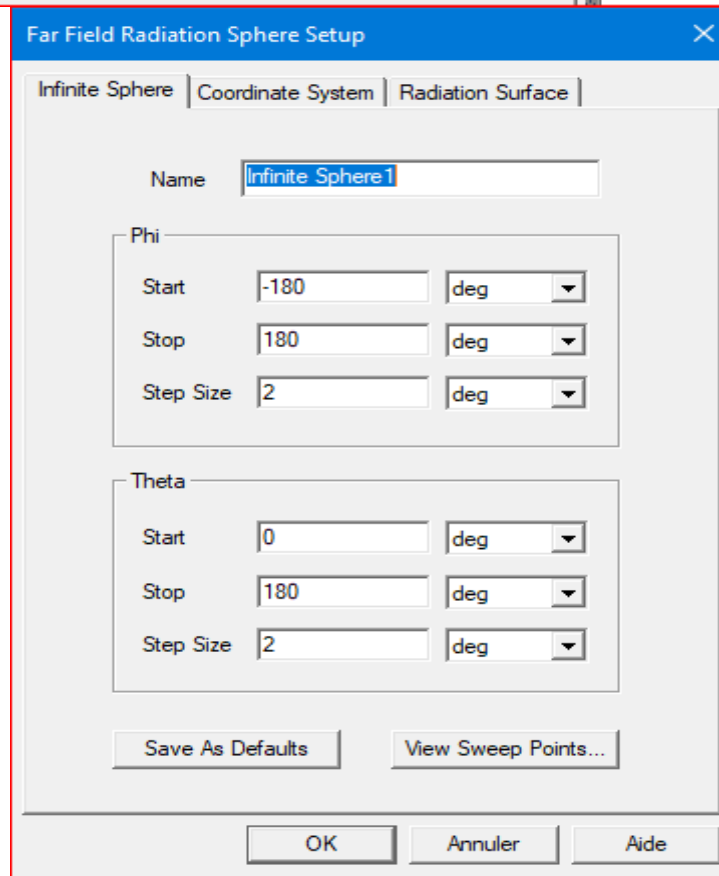 Far Field Radiation Sphere Setup
Infinite Sphere Coordinate System Radiation Surface
Name Infinite Sphere1
Phi
Start -180 deg
Stop 180 deg
Step Size 2 deg
Theta
Start 0 deg
Stop 180 deg
Step Size 2 deg
Save As Defaults View Sweep Points...
OK Annuler Aide